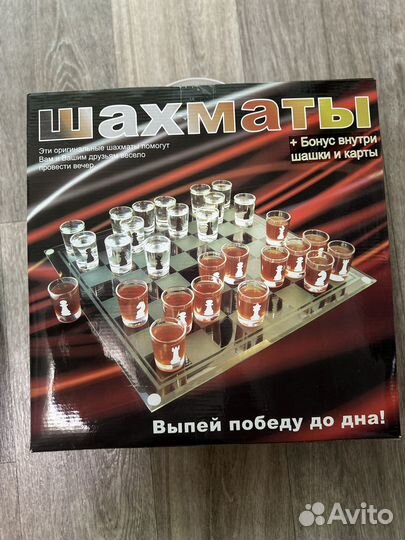 шахматы
Эти оригинальные шахматы помогут
Вам и Вашим друзьям весело
провести вечер...
+ Бонус внутри
шашки и карты
Выпей победу до дна!
Avito